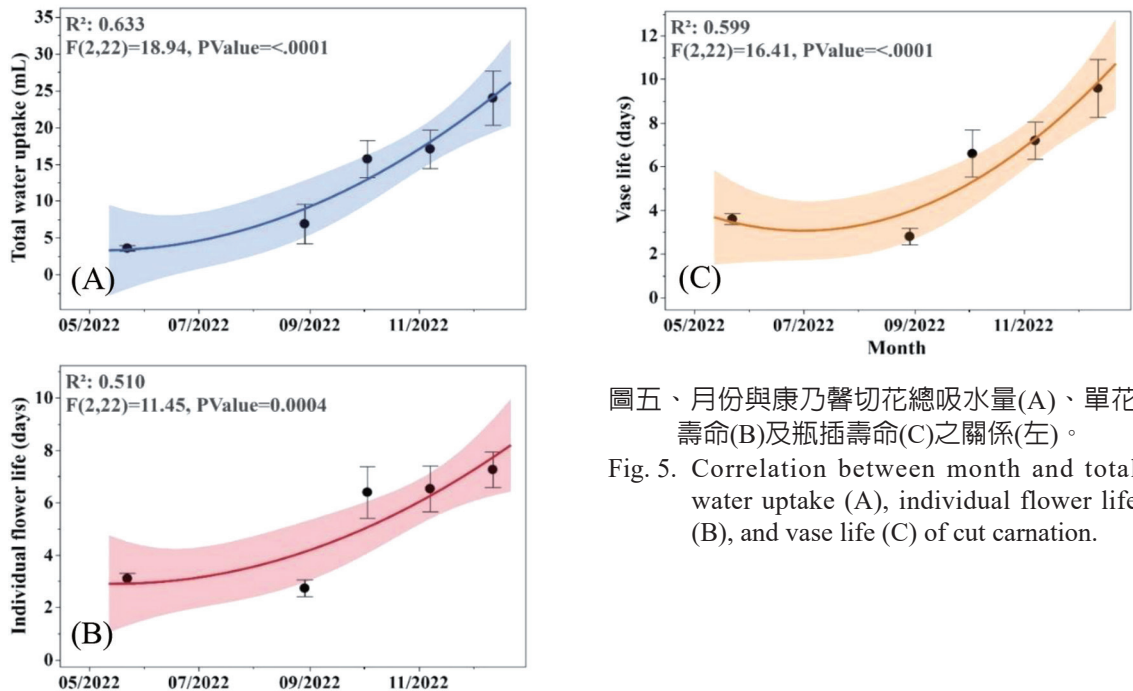 R²: 0.633
F(2,22)=18.94, PValue=<.0001
Total water uptake (mL)
35
30
25
20
15
10
5
0
(A)
05/2022 07/2022 09/2022 11/2022
R²: 0.510
F(2,22)=11.45, PValue=0.0004
Individual flower life (days)
10
8
6
4
2
0
(B)
05/2022 07/2022 09/2022 11/2022
R²: 0.599
F(2,22)=16.41, PValue=<.0001
Vase life (days)
12
10
8
6
4
2
0
(C)
05/2022 07/2022 09/2022 11/2022
Month
圖五、月份與康乃馨切花總吸水量(A)、單花
壽命(B)及瓶插壽命(C)之關係(左)。
Fig. 5. Correlation between month and total
water uptake (A), individual flower life
(B), and vase life (C) of cut carnation.